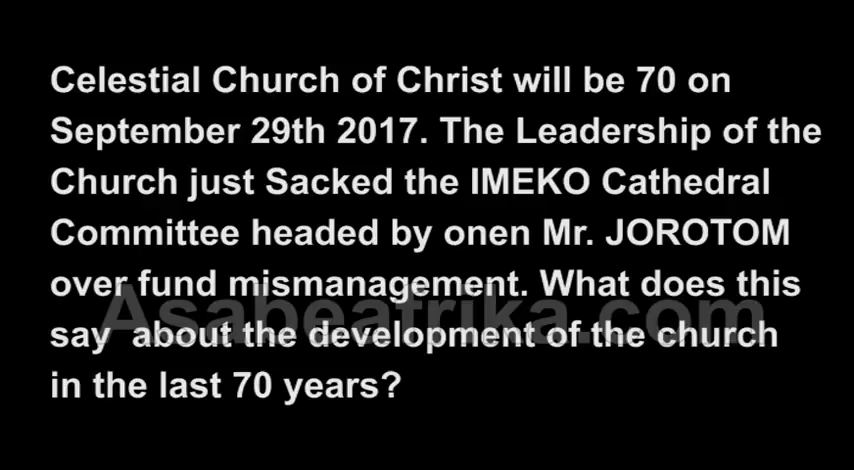 Celestial Church of Christ will be 70 on
September 29th 2017. The Leadership of the
Church just Sacked the IMEKO Cathedral
Committee headed by onen Mr. JOROTOM
over fund mismanagement. What does this
Asabeafrika.com
say about the development of the church
in the last 70 years?